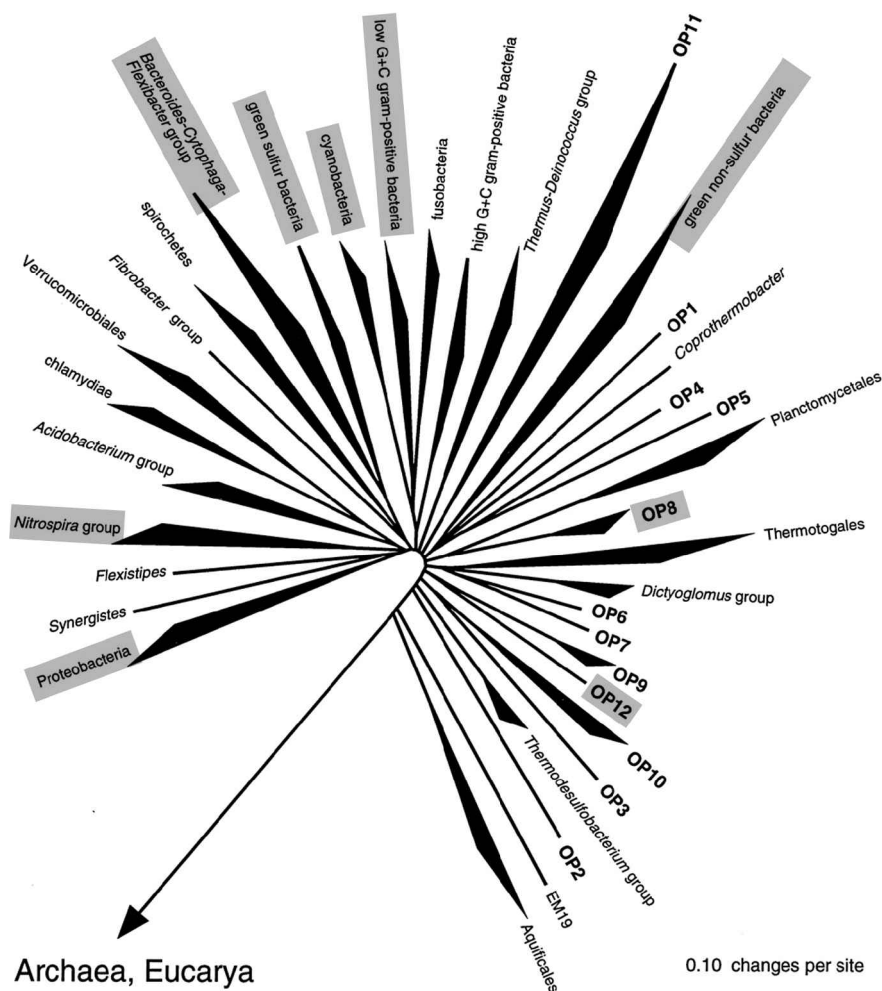 Bacteroides-Cytophaga-
Flexibacter group
green sulfur bacteria
cyanobacteria
low G+C gram-positive bacteria
fusobacteria
high G+C gram-positive bacteria
Thermus-Deinococcus group
OP11
green non-sulfur bacteria
OP1
Coprothermobacter
OP4
OP5
Planctomycetales
OP8
Thermotogales
Dictyoglomus group
OP6
OP7
OP9
OP12
OP10
OP3
Thermodesulfobacterium group
OP2
EM19
Aquificales
spirochetes
Fibrobacter group
Verrucomicrobiales
chlamydiae
Acidobacterium group
Nitrospira group
Flexistipes
Synergistes
Proteobacteria
Archaea, Eucarya
0.10 changes per site